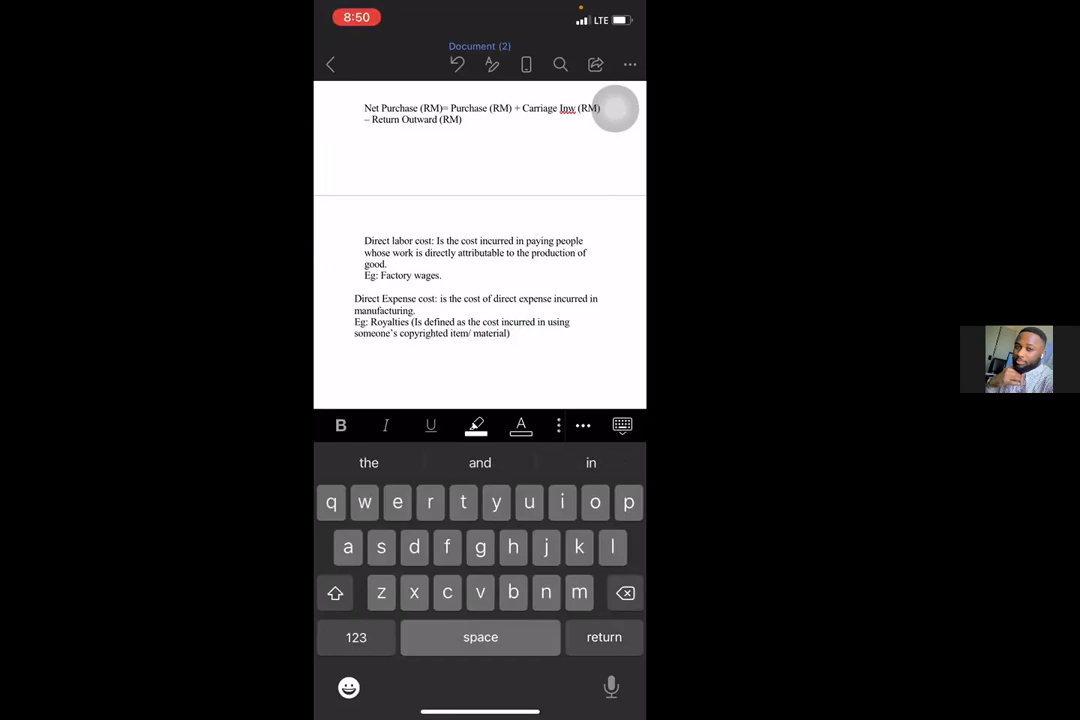 8:50
LTE
Document (2)
Net Purchase (RM)= Purchase (RM) + Carriage Inw (RM)
– Return Outward (RM)
Direct labor cost: Is the cost incurred in paying people
whose work is directly attributable to the production of
good.
Eg: Factory wages.
Direct Expense cost: is the cost of direct expense incurred in
manufacturing.
Eg: Royalties (Is defined as the cost incurred in using
someone's copyrighted item/ material)
B I U A
the and in
q w e r t y u i o p
a s d f g h j k l
z x c v b n m
123 space return